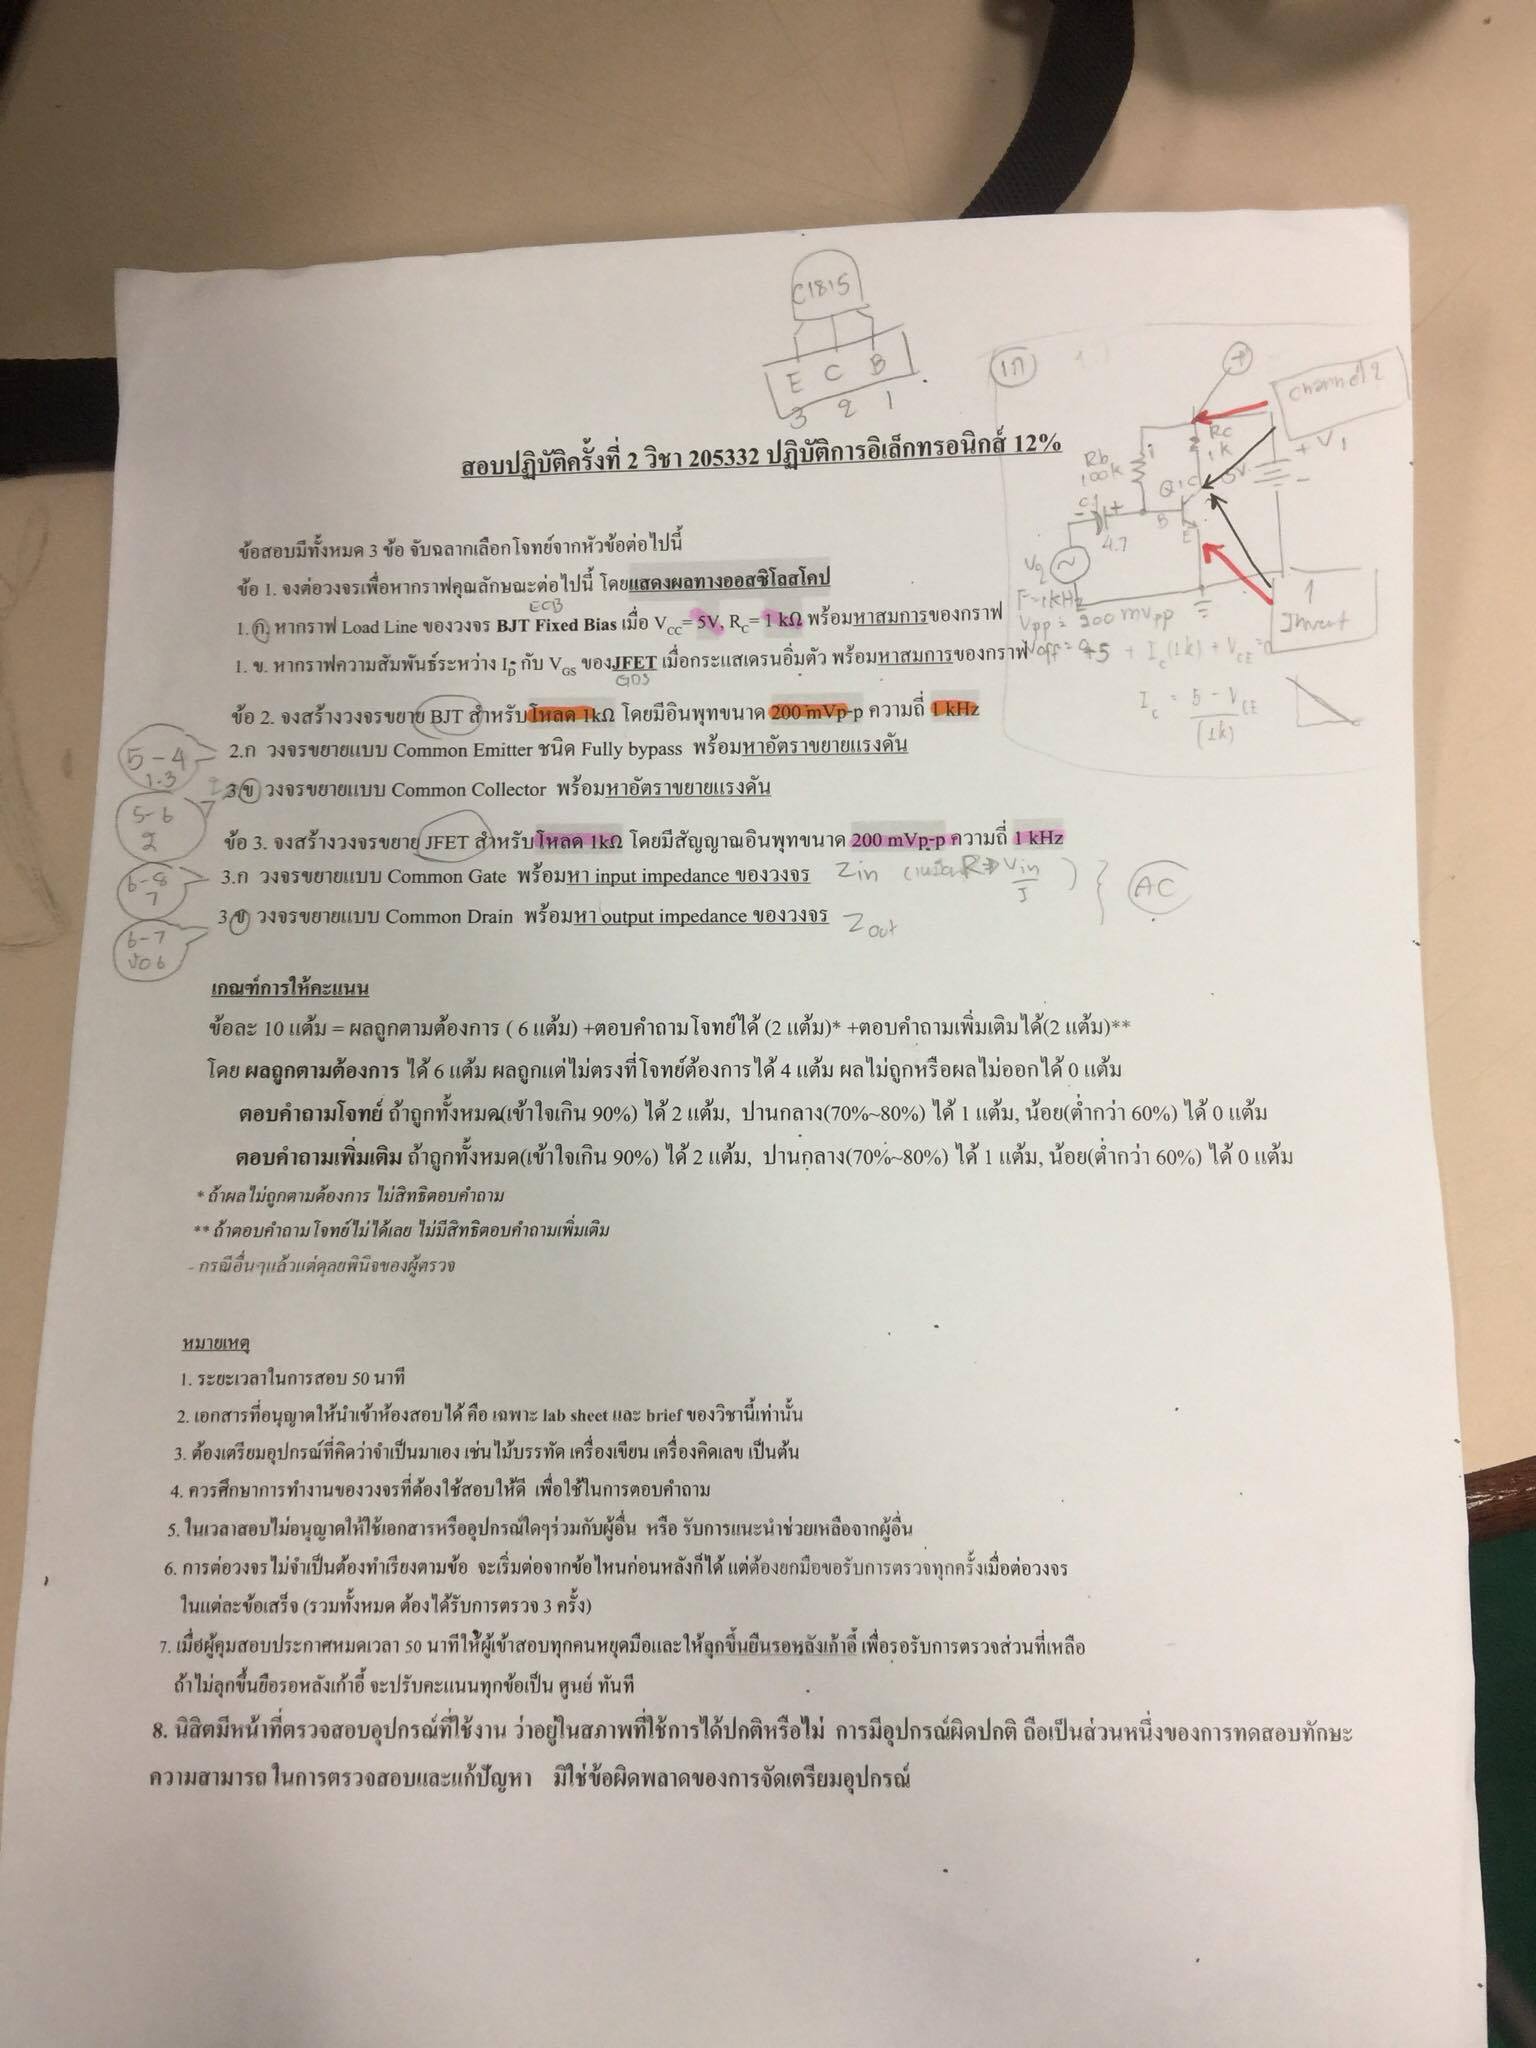 C1815
E C B
3 2 1
1ก
Channel 2
Rc
1k
+ V1
Rb
100k
Q1
C
5V
B
E
4.7
F=1kHz
Vpp = 200 mVpp
1
Invert
สอบปฏิบัติครั้งที่ 2 วิชา 205332 ปฏิบัติการอิเล็กทรอนิกส์ 12%
ข้อสอบมีทั้งหมด 3 ข้อ จับฉลากเลือกโจทย์จากหัวข้อต่อไปนี้
ข้อ 1. จงต่อวงจรเพื่อหากราฟคุณลักษณะต่อไปนี้ โดยแสดงผลทางออสซิโลสโคป
ECB
1. ก. หากราฟ Load Line ของวงจร BJT Fixed Bias เมื่อ VCC= 5V, RC= 1 kΩ พร้อมหาสมการของกราฟ
1. ข. หากราฟความสัมพันธ์ระหว่าง ID กับ VGS ของJFET เมื่อกระแสเดรนอิ่มตัว พร้อมหาสมการของกราฟ
GDS
+ Ic(1k) + VCE =
Ic = 5 - VCE
(1k)
ข้อ 2. จงสร้างวงจรขยาย BJT สำหรับโหลด 1kΩ โดยมีอินพุทขนาด 200 mVp-p ความถี่ 1 kHz
5-4
1.3
2.ก วงจรขยายแบบ Common Emitter ชนิด Fully bypass พร้อมหาอัตราขยายแรงดัน
3.ข วงจรขยายแบบ Common Collector พร้อมหาอัตราขยายแรงดัน
5-6
2
ข้อ 3. จงสร้างวงจรขยาย JFET สำหรับโหลด 1kΩ โดยมีสัญญาณอินพุทขนาด 200 mVp-p ความถี่ 1 kHz
6-8
7
3.ก วงจรขยายแบบ Common Gate พร้อมหา input impedance ของวงจร Zin Vin
I
AC
3.ข วงจรขยายแบบ Common Drain พร้อมหา output impedance ของวงจร Zout
6-7
เกณฑ์การให้คะแนน
ข้อละ 10 แต้ม = ผลถูกตามต้องการ ( 6 แต้ม) +ตอบคำถามโจทย์ได้ (2 แต้ม)* +ตอบคำถามเพิ่มเติมได้(2 แต้ม)**
โดย ผลถูกตามต้องการ ได้ 6 แต้ม ผลถูกแต่ไม่ตรงที่โจทย์ต้องการได้ 4 แต้ม ผลไม่ถูกหรือผลไม่ออกได้ 0 แต้ม
ตอบคำถามโจทย์ ถ้าถูกทั้งหมด(เข้าใจเกิน 90%) ได้ 2 แต้ม, ปานกลาง(70%~80%) ได้ 1 แต้ม, น้อย(ต่ำกว่า 60%) ได้ 0 แต้ม
ตอบคำถามเพิ่มเติม ถ้าถูกทั้งหมด(เข้าใจเกิน 90%) ได้ 2 แต้ม, ปานกลาง(70%~80%) ได้ 1 แต้ม, น้อย(ต่ำกว่า 60%) ได้ 0 แต้ม
* ถ้าผลไม่ถูกตามต้องการ ไม่สิทธิตอบคำถาม
** ถ้าตอบคำถามโจทย์ไม่ได้เลย ไม่มีสิทธิตอบคำถามเพิ่มเติม
- กรณีอื่นๆแล้วแต่ดุลยพินิจของผู้ตรวจ
หมายเหตุ
1. ระยะเวลาในการสอบ 50 นาที
2. เอกสารที่อนุญาตให้นำเข้าห้องสอบได้ คือ เฉพาะ lab sheet และ brief ของวิชานี้เท่านั้น
3. ต้องเตรียมอุปกรณ์ที่คิดว่าจำเป็นมาเอง เช่นไม้บรรทัด เครื่องเขียน เครื่องคิดเลข เป็นต้น
4. ควรศึกษาการทำงานของวงจรที่ต้องใช้สอบให้ดี เพื่อใช้ในการตอบคำถาม
5. ในเวลาสอบไม่อนุญาตให้ใช้เอกสารหรืออุปกรณ์ใดๆร่วมกับผู้อื่น หรือ รับการแนะนำช่วยเหลือจากผู้อื่น
6. การต่อวงจรไม่จำเป็นต้องทำเรียงตามข้อ จะเริ่มต่อจากข้อไหนก่อนหลังก็ได้ แต่ต้องยกมือขอรับการตรวจทุกครั้งเมื่อต่อวงจร
ในแต่ละข้อเสร็จ (รวมทั้งหมด ต้องได้รับการตรวจ 3 ครั้ง)
7. เมื่อผู้คุมสอบประกาศหมดเวลา 50 นาทีให้ผู้เข้าสอบทุกคนหยุดมือและให้ลุกขึ้นยืนรอหลังเก้าอี้ เพื่อรอรับการตรวจส่วนที่เหลือ
ถ้าไม่ลุกขึ้นยือรอหลังเก้าอี้ จะปรับคะแนนทุกข้อเป็น ศูนย์ ทันที
8. นิสิตมีหน้าที่ตรวจสอบอุปกรณ์ที่ใช้งาน ว่าอยู่ในสภาพที่ใช้การได้ปกติหรือไม่ การมีอุปกรณ์ผิดปกติ ถือเป็นส่วนหนึ่งของการทดสอบทักษะ
ความสามารถ ในการตรวจสอบและแก้ปัญหา มิใช่ข้อผิดพลาดของการจัดเตรียมอุปกรณ์